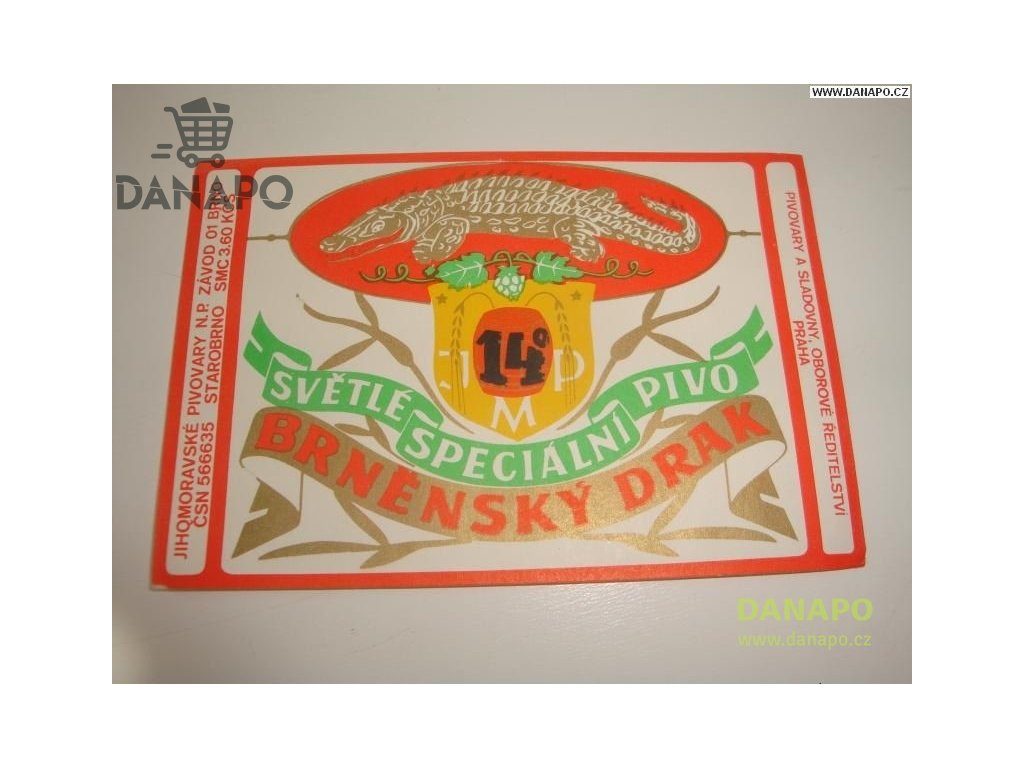 WWW.DANAPO.CZ
DANAPO
JIHOMORAVSKÉ PIVOVARY N.P. ZÁVOD 01 BRNO
ČSN 566635 STAROBRNO SMC 3.60 KČS
14°
J P
M
SVĚTLÉ SPECIÁLNÍ PIVO
BRNĚNSKÝ DRAK
PIVOVARY A SLADOVNY, OBOROVÉ ŘEDITELSTVÍ
PRAHA
DANAPO
www.danapo.cz